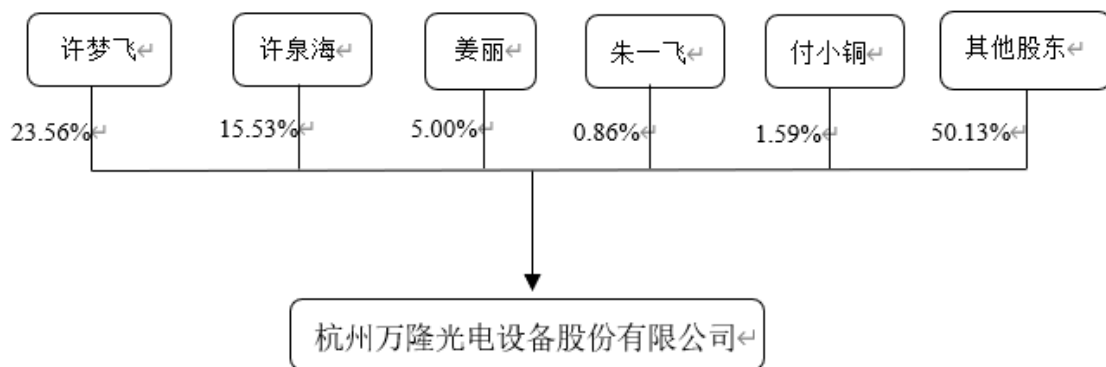 许梦飞↵ 许泉海↵ 姜丽↵ 朱一飞↵ 付小铜↵ 其他股东↵
23.56%↵ 15.53%↵ 5.00%↵ 0.86%↵ 1.59%↵ 50.13%↵
杭州万隆光电设备股份有限公司↵